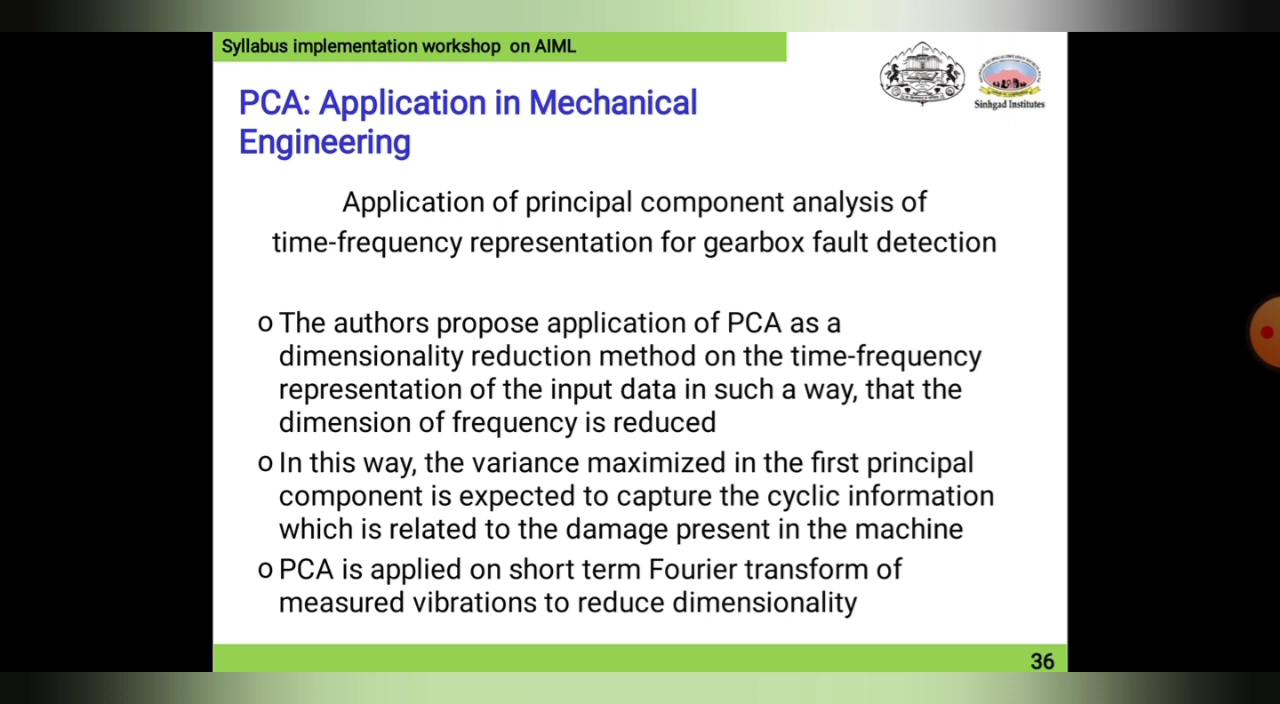 Syllabus implementation workshop on AIML
Sinhgad Institutes
PCA: Application in Mechanical
Engineering
Application of principal component analysis of
time-frequency representation for gearbox fault detection
o The authors propose application of PCA as a
dimensionality reduction method on the time-frequency
representation of the input data in such a way, that the
dimension of frequency is reduced
o In this way, the variance maximized in the first principal
component is expected to capture the cyclic information
which is related to the damage present in the machine
o PCA is applied on short term Fourier transform of
measured vibrations to reduce dimensionality
36